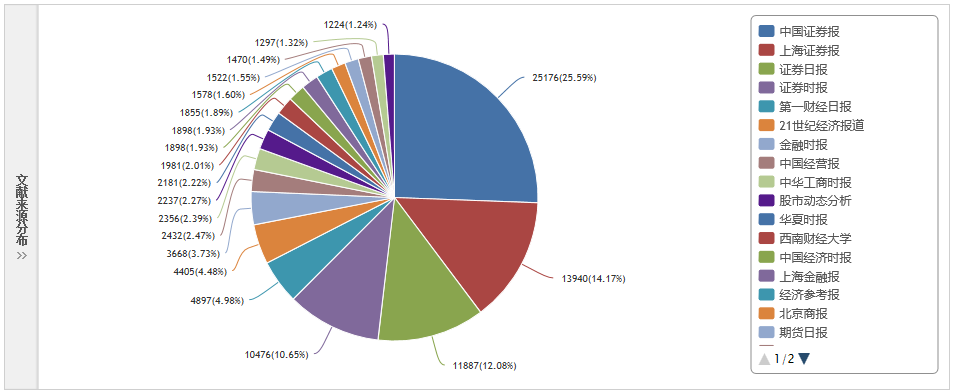 文献来源分布
1224(1.24%)
1297(1.32%)
1470(1.49%)
1522(1.55%)
1578(1.60%)
1855(1.89%)
1898(1.93%)
1898(1.93%)
1981(2.01%)
2181(2.22%)
2237(2.27%)
2356(2.39%)
2432(2.47%)
3668(3.73%)
4405(4.48%)
4897(4.98%)
10476(10.65%)
11887(12.08%)
13940(14.17%)
25176(25.59%)
中国证券报
上海证券报
证券日报
证券时报
第一财经日报
21世纪经济报道
金融时报
中国经营报
中华工商时报
股市动态分析
华夏时报
西南财经大学
中国经济时报
上海金融报
经济参考报
北京商报
期货日报
1/2